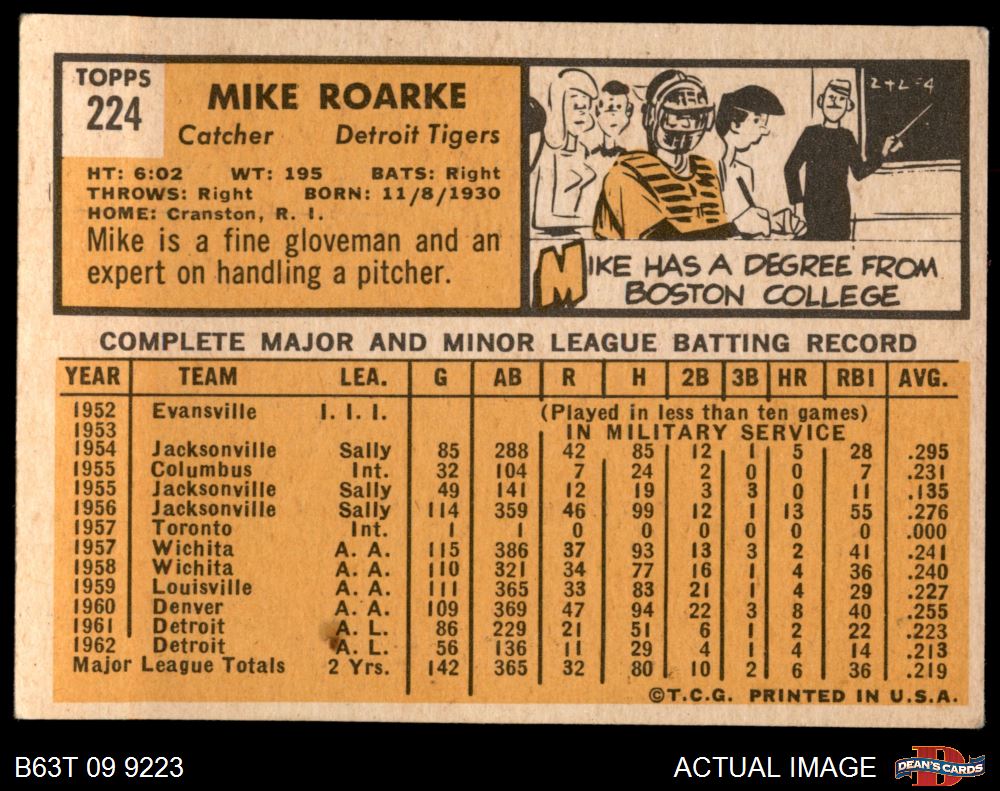 TOPPS
224
MIKE ROARKE
Catcher Detroit Tigers
HT: 6:02 WT: 195 BATS: Right
THROWS: Right BORN: 11/8/1930
HOME: Cranston, R. I.
Mike is a fine gloveman and an
expert on handling a pitcher.
2+2=4
MIKE HAS A DEGREE FROM
BOSTON COLLEGE
COMPLETE MAJOR AND MINOR LEAGUE BATTING RECORD
YEAR TEAM LEA. G AB R H 2B 3B HR RBI AVG.
1952 Evansville I. I. I. (Played in less than ten games)
1953 IN MILITARY SERVICE
1954 Jacksonville Sally 85 288 42 85 12 1 5 28 .295
1955 Columbus Int. 32 104 7 24 2 0 0 7 .231
1955 Jacksonville Sally 49 141 12 19 3 3 0 11 .135
1956 Jacksonville Sally 114 359 46 99 12 1 13 55 .276
1957 Toronto Int. 1 1 0 0 0 0 0 0 .000
1957 Wichita A. A. 115 386 37 93 13 3 2 41 .241
1958 Wichita A. A. 110 321 34 77 16 1 4 36 .240
1959 Louisville A. A. 111 365 33 83 21 1 4 29 .227
1960 Denver A. A. 109 369 47 94 22 3 8 40 .255
1961 Detroit A. L. 86 229 21 51 6 1 2 22 .223
1962 Detroit A. L. 56 136 11 29 4 1 4 14 .213
Major League Totals 2 Yrs. 142 365 32 80 10 2 6 36 .219
©T.C.G. PRINTED IN U.S.A.
B63T 09 9223
ACTUAL IMAGE
DEAN'S CARDS